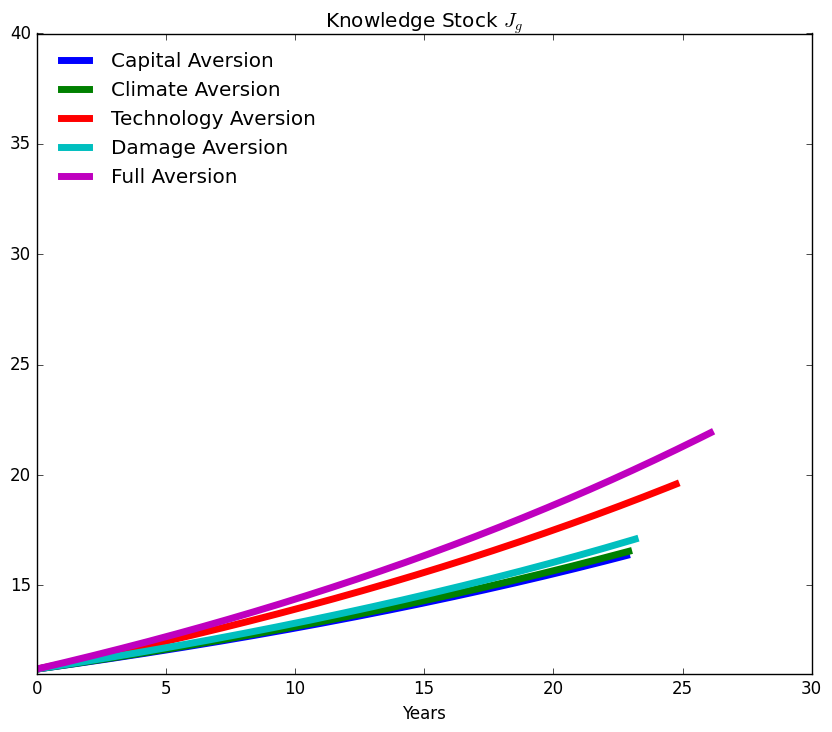 Knowledge Stock J_g
40
35
30
25
20
15
Capital Aversion
Climate Aversion
Technology Aversion
Damage Aversion
Full Aversion
0 5 10 15 20 25 30
Years